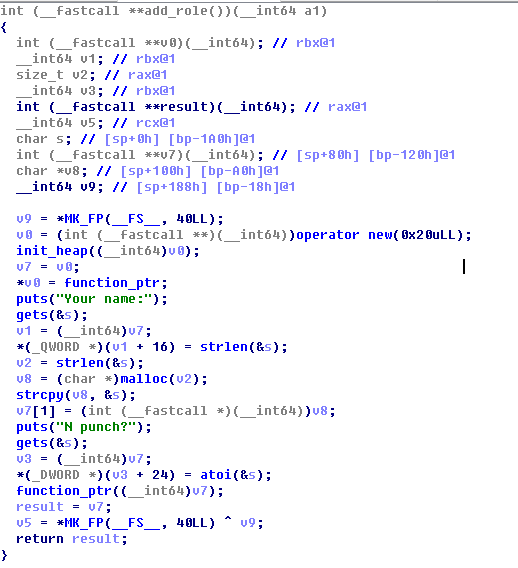 int (__fastcall **add_role())(__int64 a1)
{
int (__fastcall **v0)(__int64); // rbx@1
__int64 v1; // rbx@1
size_t v2; // rax@1
__int64 v3; // rbx@1
int (__fastcall **result)(__int64); // rax@1
__int64 v5; // rcx@1
char s; // [sp+0h] [bp-1A0h]@1
int (__fastcall **v7)(__int64); // [sp+80h] [bp-120h]@1
char *v8; // [sp+100h] [bp-A0h]@1
__int64 v9; // [sp+188h] [bp-18h]@1
v9 = *MK_FP(__FS__, 40LL);
v0 = (int (__fastcall **)(__int64))operator new(0x20uLL);
init_heap((__int64)v0);
v7 = v0;
*v0 = function_ptr;
puts("Your name:");
gets(&s);
v1 = (__int64)v7;
*(_QWORD *)(v1 + 16) = strlen(&s);
v2 = strlen(&s);
v8 = (char *)malloc(v2);
strcpy(v8, &s);
v7[1] = (int (__fastcall *)(__int64))v8;
puts("N punch?");
gets(&s);
v3 = (__int64)v7;
*(_DWORD *)(v3 + 24) = atoi(&s);
function_ptr((__int64)v7);
result = v7;
v5 = *MK_FP(__FS__, 40LL) ^ v9;
return result;
}